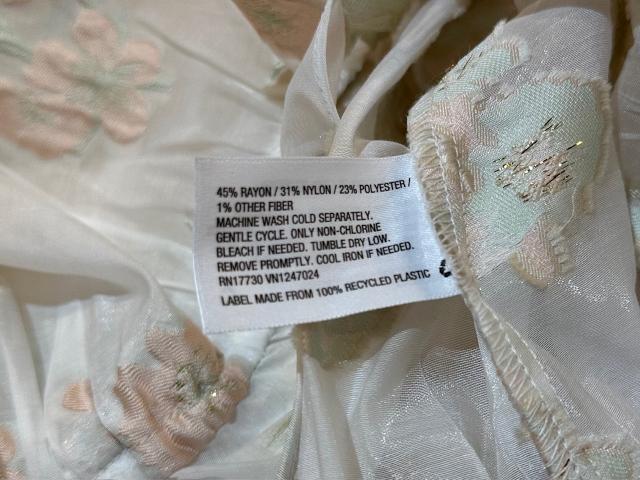 45% RAYON / 31% NYLON / 23% POLYESTER /
1% OTHER FIBER
MACHINE WASH COLD SEPARATELY.
GENTLE CYCLE. ONLY NON-CHLORINE
BLEACH IF NEEDED. TUMBLE DRY LOW.
REMOVE PROMPTLY. COOL IRON IF NEEDED.
RN17730 VN1247024
LABEL MADE FROM 100% RECYCLED PLASTIC